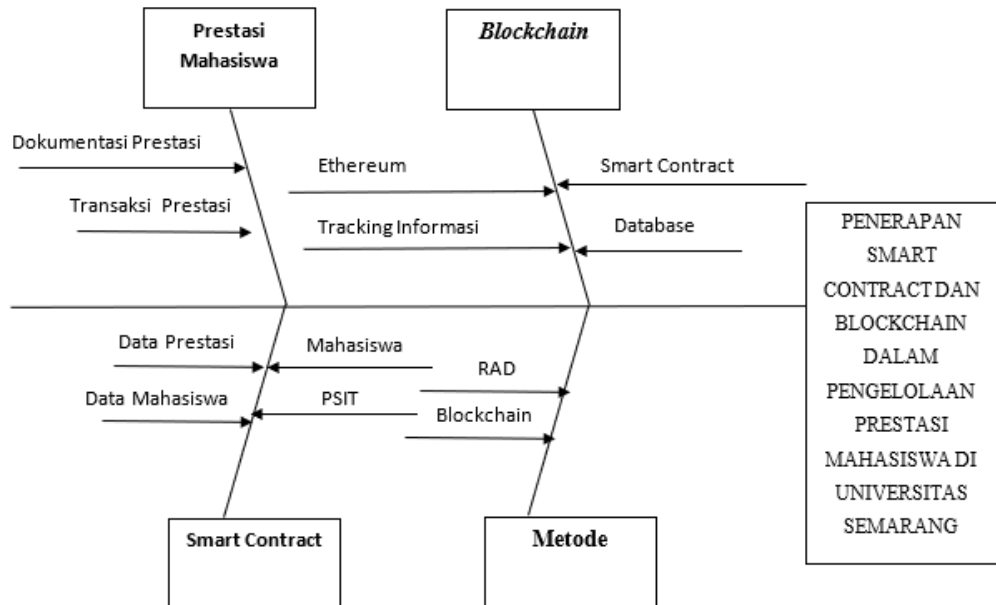 Prestasi
Mahasiswa
Blockchain
Dokumentasi Prestasi
Transaksi Prestasi
Ethereum
Tracking Informasi
Smart Contract
Database
Data Prestasi
Data Mahasiswa
Mahasiswa
PSIT
RAD
Blockchain
Smart Contract
Metode
PENERAPAN
SMART
CONTRACT DAN
BLOCKCHAIN
DALAM
PENGELOLAAN
PRESTASI
MAHASISWA DI
UNIVERSITAS
SEMARANG